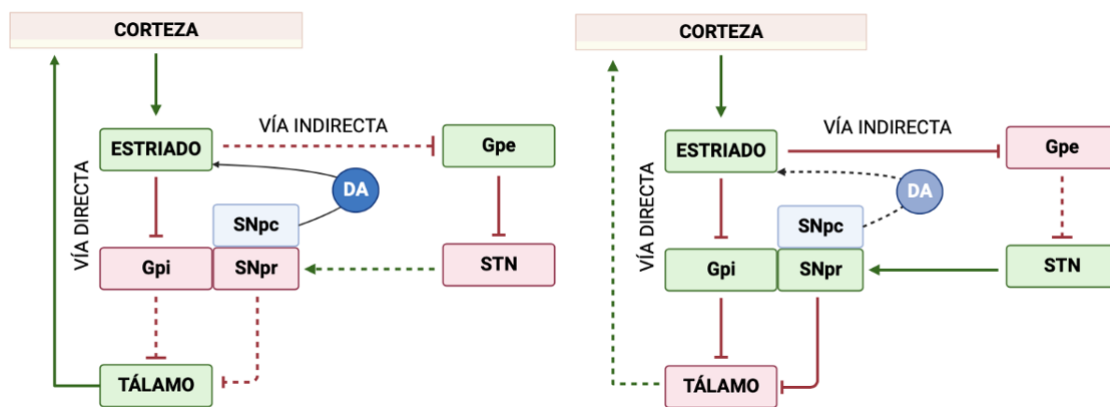 CORTEZA
VÍA INDIRECTA
ESTRIADO
Gpe
DA
VÍA DIRECTA
SNpc
Gpi
SNpr
STN
TÁLAMO
CORTEZA
VÍA INDIRECTA
ESTRIADO
Gpe
DA
VÍA DIRECTA
SNpc
Gpi
SNpr
STN
TÁLAMO